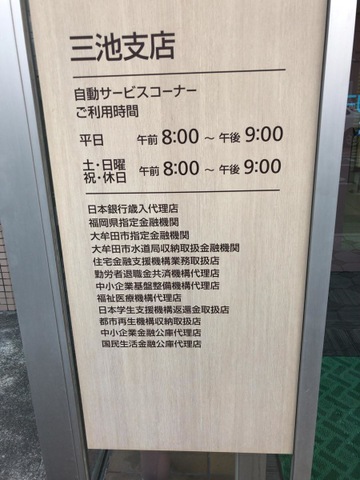 三池支店
自動サービスコーナー
ご利用時間
平日 午前 8:00 ～ 午後 9:00
土・日曜
祝・休日 午前 8:00 ～ 午後 9:00
日本銀行歳入代理店
福岡県指定金融機関
大牟田市指定金融機関
大牟田市水道局収納取扱金融機関
住宅金融支援機構業務取扱店
勤労者退職金共済機構代理店
中小企業基盤整備機構代理店
福祉医療機構代理店
日本学生支援機構返還金取扱店
都市再生機構収納取扱店
中小企業金融公庫代理店
国民生活金融公庫代理店